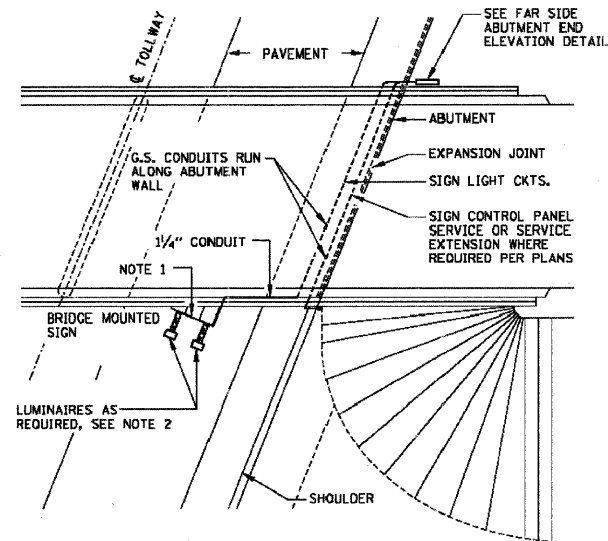 SEE FAR SIDE
ABUTMENT END
ELEVATION DETAIL
℄ TOLLWAY
PAVEMENT
ABUTMENT
G.S. CONDUITS RUN
ALONG ABUTMENT
WALL
EXPANSION JOINT
SIGN LIGHT CKTS.
SIGN CONTROL PANEL
SERVICE OR SERVICE
EXTENSION WHERE
REQUIRED PER PLANS
1¼" CONDUIT
NOTE 1
BRIDGE MOUNTED
SIGN
LUMINAIRES AS
REQUIRED, SEE NOTE 2
SHOULDER